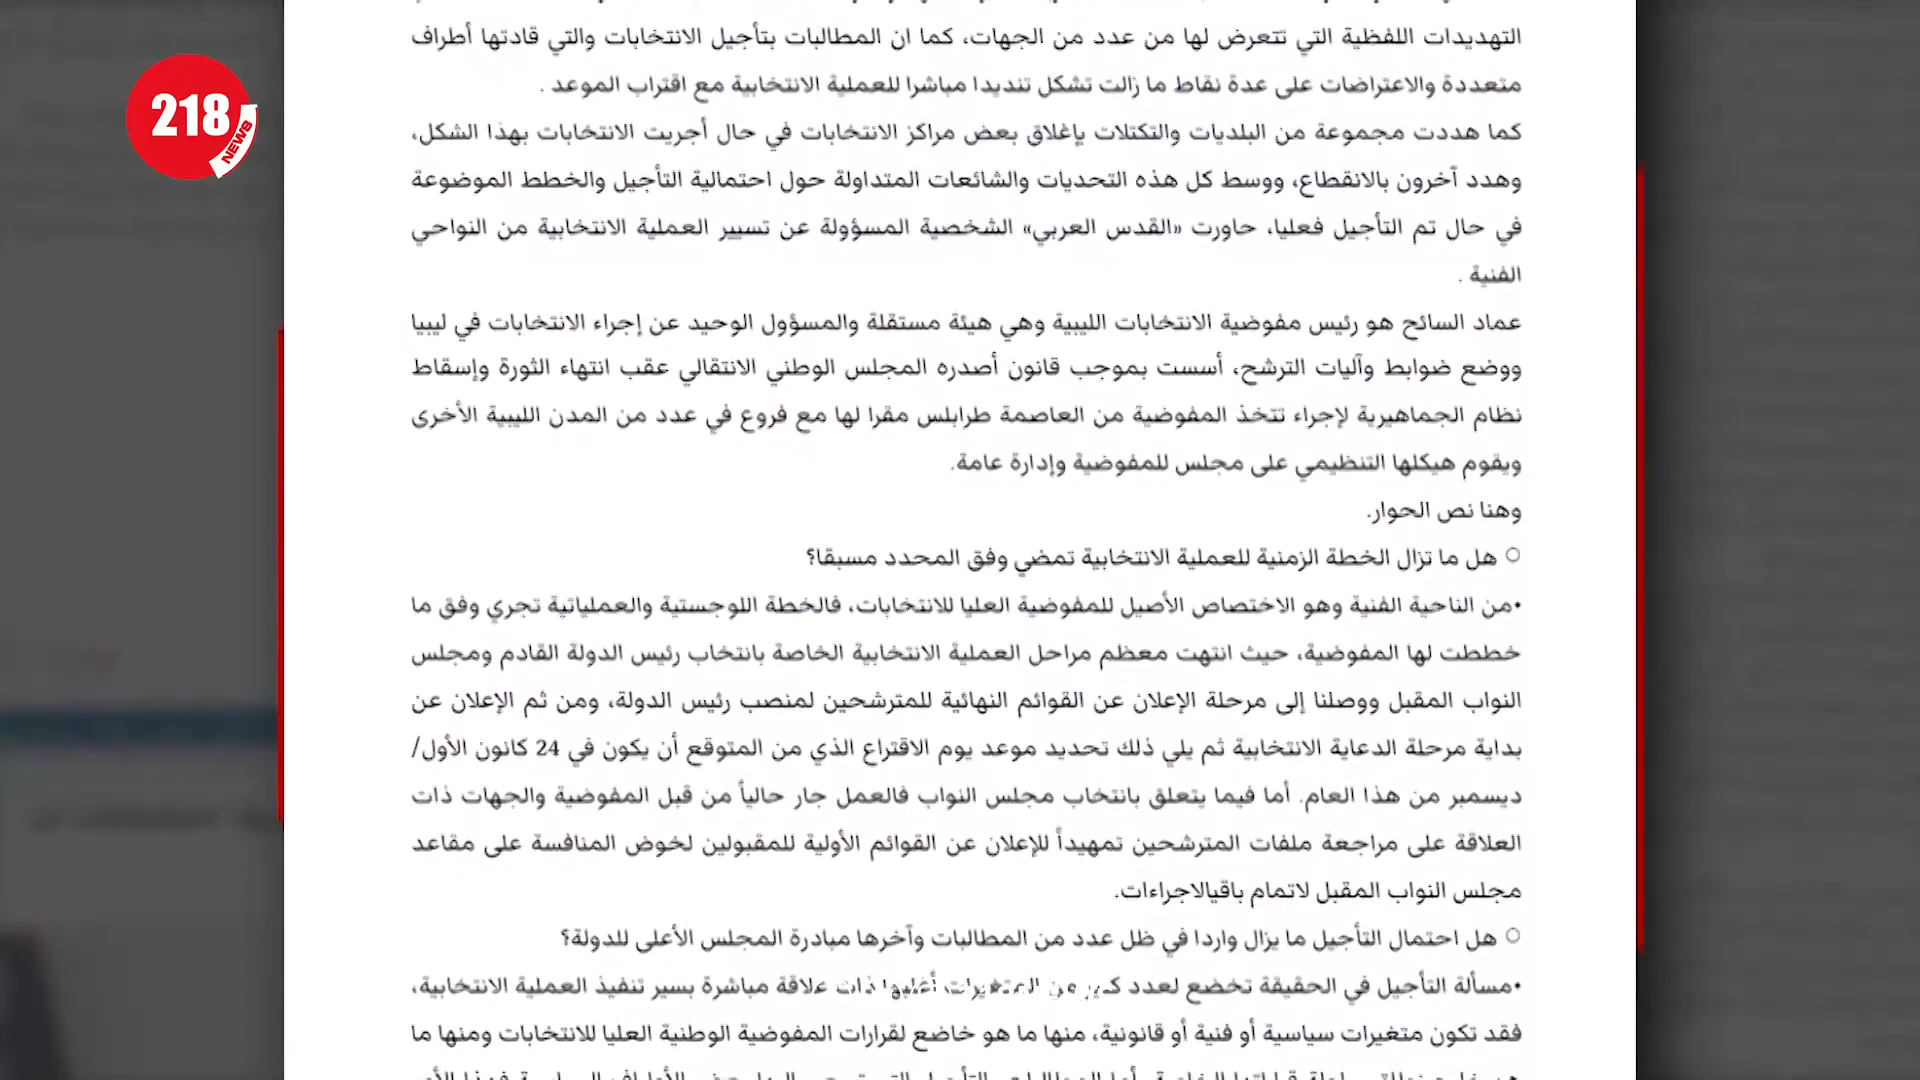 218
NEWS
التهديدات اللفظية التي تتعرض لها من عدد من الجهات، كما ان المطالبات بتأجيل الانتخابات والتي قادتها أطراف
متعددة والاعتراضات على عدة نقاط ما زالت تشكل تنديدا مباشرا للعملية الانتخابية مع اقتراب الموعد .
كما هددت مجموعة من البلديات والتكتلات بإغلاق بعض مراكز الانتخابات في حال أجريت الانتخابات بهذا الشكل،
وهدد آخرون بالانقطاع، ووسط كل هذه التحديات والشائعات المتداولة حول احتمالية التأجيل والخطط الموضوعة
في حال تم التأجيل فعليا، حاورت «القدس العربي» الشخصية المسؤولة عن تسيير العملية الانتخابية من النواحي
الفنية .
عماد السائح هو رئيس مفوضية الانتخابات الليبية وهي هيئة مستقلة والمسؤول الوحيد عن إجراء الانتخابات في ليبيا
ووضع ضوابط وآليات الترشح، أسست بموجب قانون أصدره المجلس الوطني الانتقالي عقب انتهاء الثورة وإسقاط
نظام الجماهيرية لإجراء تتخذ المفوضية من العاصمة طرابلس مقرا لها مع فروع في عدد من المدن الليبية الأخرى
ويقوم هيكلها التنظيمي على مجلس للمفوضية وإدارة عامة.
وهنا نص الحوار.
○ هل ما تزال الخطة الزمنية للعملية الانتخابية تمضي وفق المحدد مسبقا؟
•من الناحية الفنية وهو الاختصاص الأصيل للمفوضية العليا للانتخابات، فالخطة اللوجستية والعملياتية تجري وفق ما
خططت لها المفوضية، حيث انتهت معظم مراحل العملية الانتخابية الخاصة بانتخاب رئيس الدولة القادم ومجلس
النواب المقبل ووصلنا إلى مرحلة الإعلان عن القوائم النهائية للمترشحين لمنصب رئيس الدولة، ومن ثم الإعلان عن
بداية مرحلة الدعاية الانتخابية ثم يلي ذلك تحديد موعد يوم الاقتراع الذي من المتوقع أن يكون في 24 كانون الأول/
ديسمبر من هذا العام. أما فيما يتعلق بانتخاب مجلس النواب فالعمل جار حالياً من قبل المفوضية والجهات ذات
العلاقة على مراجعة ملفات المترشحين تمهيداً للإعلان عن القوائم الأولية للمقبولين لخوض المنافسة على مقاعد
مجلس النواب المقبل لاتمام باقيالاجراءات.
○ هل احتمال التأجيل ما يزال واردا في ظل عدد من المطالبات وآخرها مبادرة المجلس الأعلى للدولة؟
•مسألة التأجيل في الحقيقة تخضع لعدد كبير من المتغيرات أغلبها ذات علاقة مباشرة بسير تنفيذ العملية الانتخابية،
فقد تكون متغيرات سياسية أو فنية أو قانونية، منها ما هو خاضع لقرارات المفوضية الوطنية العليا للانتخابات ومنها ما